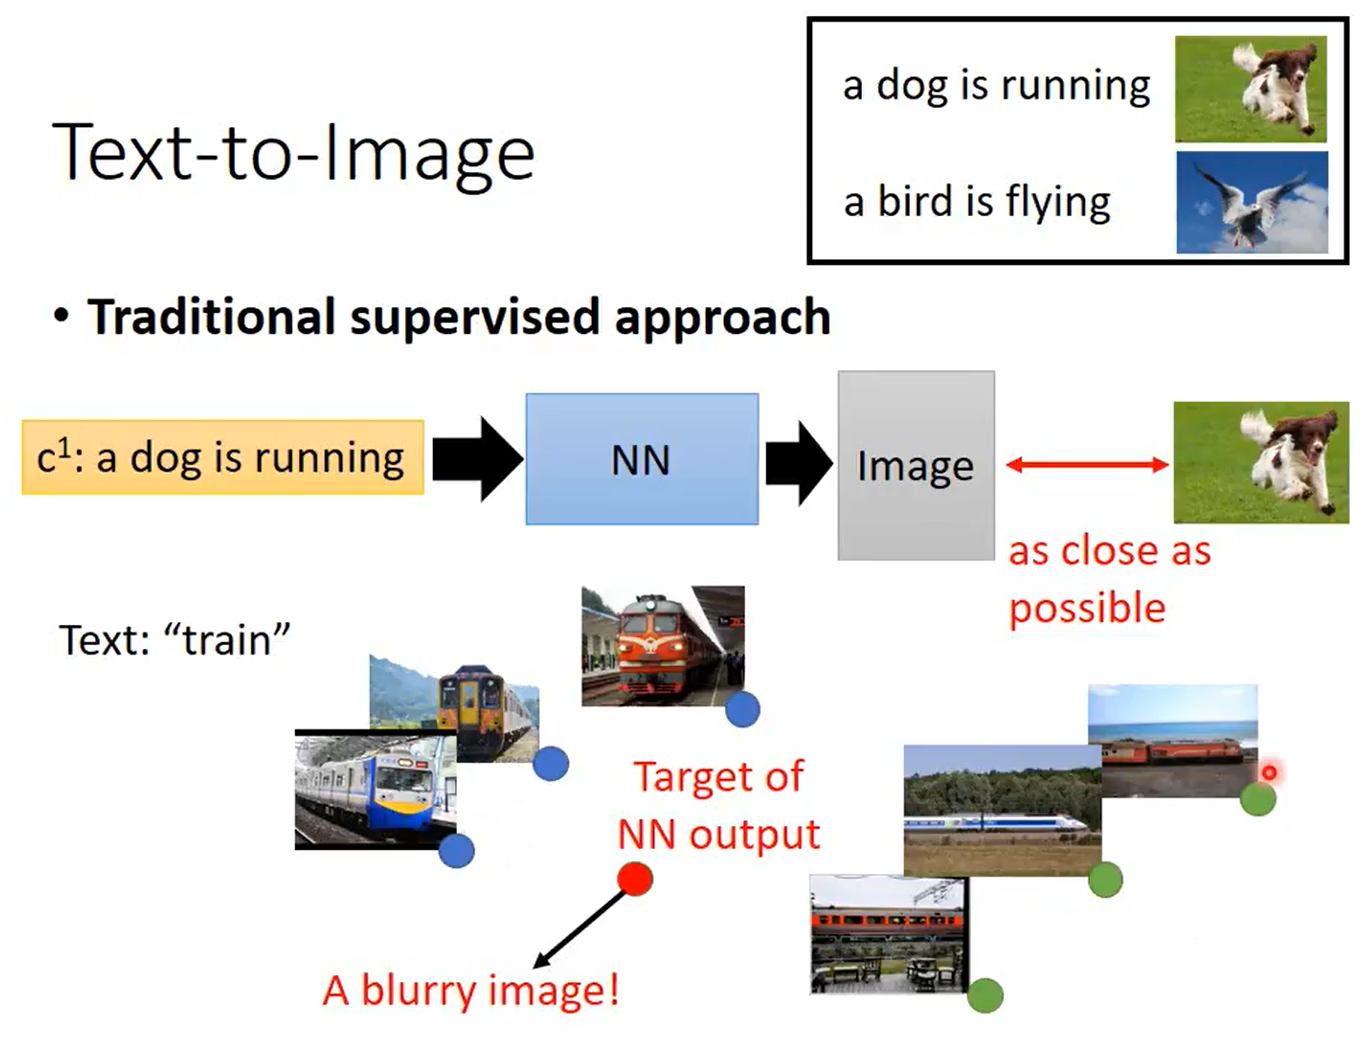 a dog is running
a bird is flying
Text-to-Image
• Traditional supervised approach
c¹: a dog is running
NN
Image
as close as
possible
Text: “train”
Target of
NN output
A blurry image!